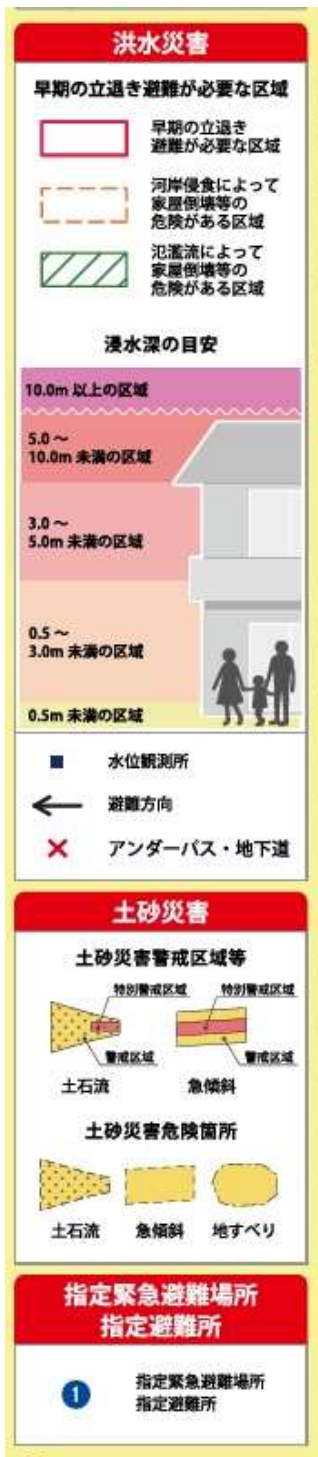 洪水災害
早期の立退き避難が必要な区域
早期の立退き
避難が必要な区域
河岸侵食によって
家屋倒壊等の
危険がある区域
氾濫流によって
家屋倒壊等の
危険がある区域
浸水深の目安
10.0m 以上の区域
5.0～
10.0m 未満の区域
3.0～
5.0m 未満の区域
0.5～
3.0m 未満の区域
0.5m 未満の区域
水位観測所
避難方向
アンダーパス・地下道
土砂災害
土砂災害警戒区域等
特別警戒区域
特別警戒区域
警戒区域
警戒区域
土石流
急傾斜
土砂災害危険箇所
土石流
急傾斜
地すべり
指定緊急避難場所
指定避難所
1
指定緊急避難場所
指定避難所